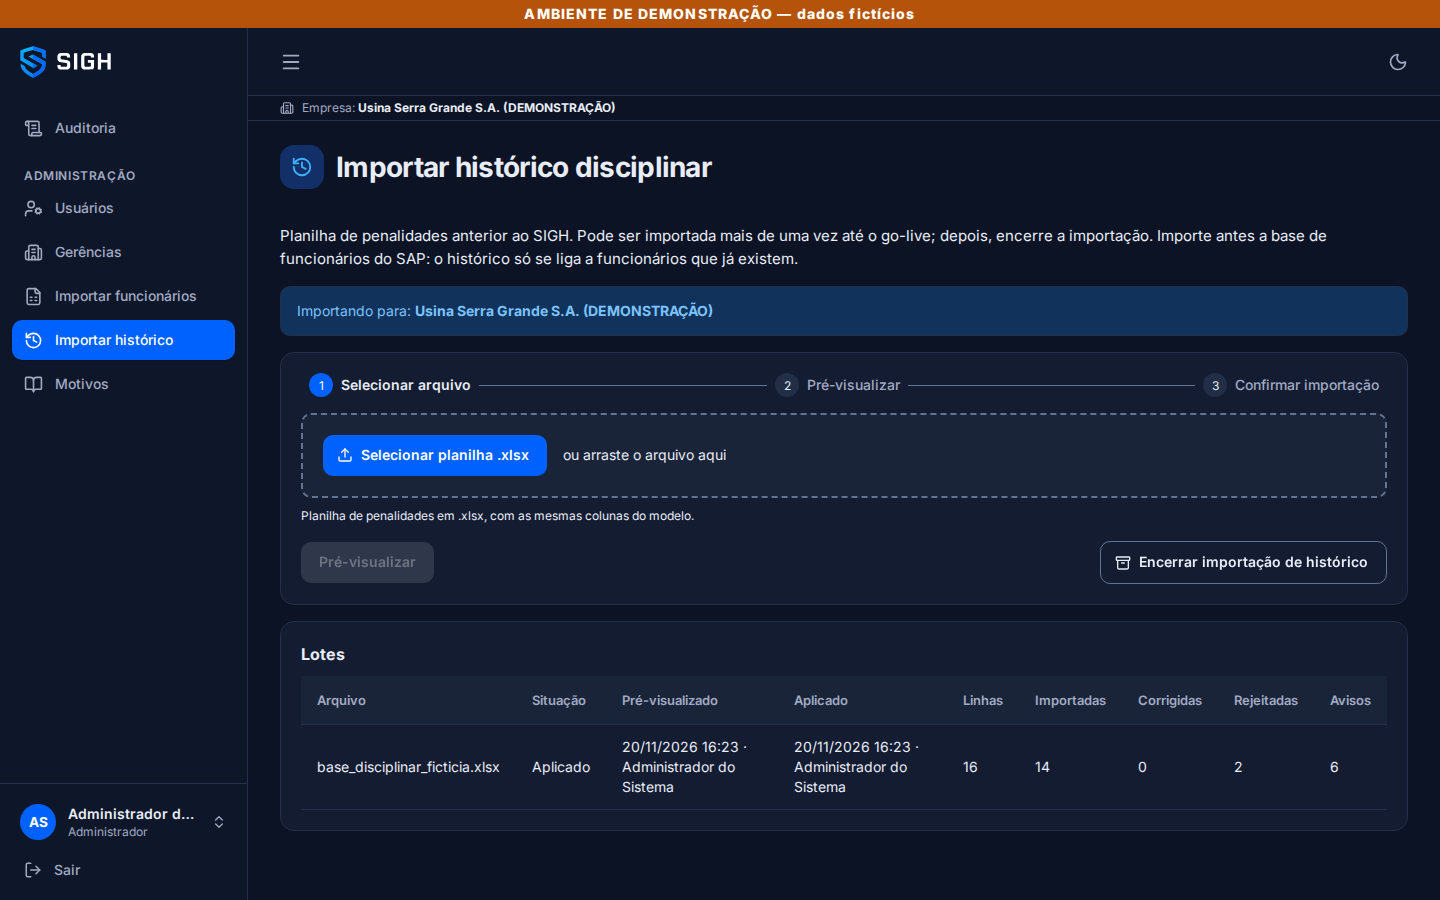 AMBIENTE DE DEMONSTRAÇÃO — dados fictícios
SIGH
Auditoria
ADMINISTRAÇÃO
Usuários
Gerências
Importar funcionários
Importar histórico
Motivos
Administrador d...
AS
Administrador
Sair
Empresa: Usina Serra Grande S.A. (DEMONSTRAÇÃO)
Importar histórico disciplinar
Planilha de penalidades anterior ao SIGH. Pode ser importada mais de uma vez até o go-live; depois, encerre a importação. Importe antes a base de
funcionários do SAP: o histórico só se liga a funcionários que já existem.
Importando para: Usina Serra Grande S.A. (DEMONSTRAÇÃO)
1 Selecionar arquivo 2 Pré-visualizar 3 Confirmar importação
Selecionar planilha .xlsx ou arraste o arquivo aqui
Planilha de penalidades em .xlsx, com as mesmas colunas do modelo.
Pré-visualizar Encerrar importação de histórico
Lotes
Arquivo Situação Pré-visualizado Aplicado Linhas Importadas Corrigidas Rejeitadas Avisos
20/11/2026 16:23 · 20/11/2026 16:23 ·
base_disciplinar_ficticia.xlsx Aplicado Administrador do Administrador do 16 14 0 2 6
Sistema Sistema